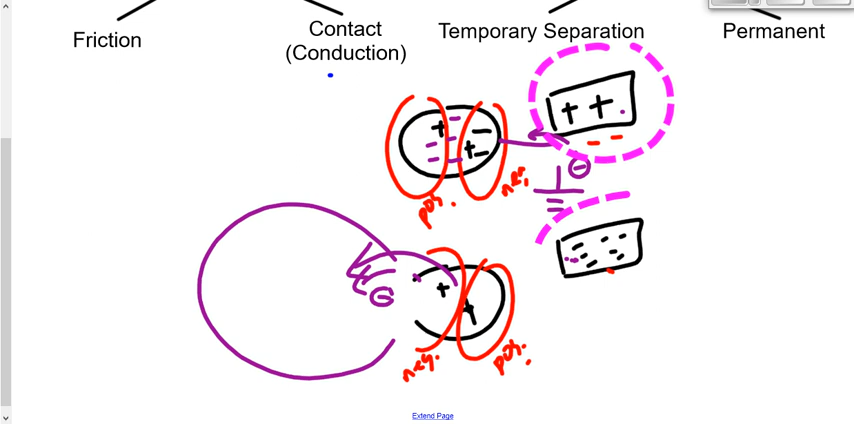 Friction
Contact
(Conduction)
Temporary Separation
Permanent
pos.
neg.
neg.
pos.
Extend Page